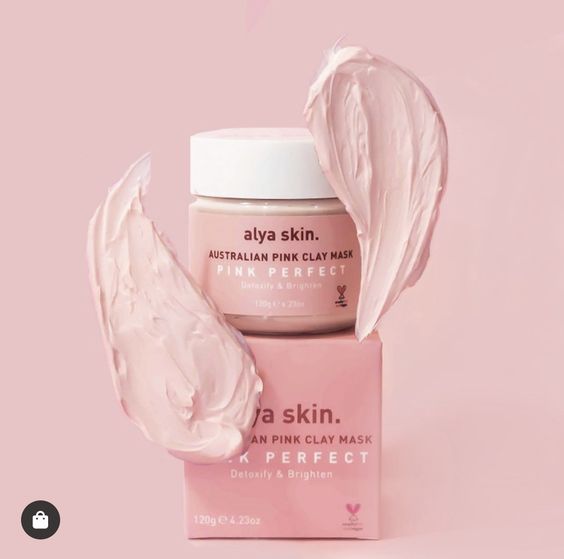 alya skin.
AUSTRALIAN PINK CLAY MASK
PINK PERFECT
Detoxify & Brighten
120g e 4.23oz
ya skin.
AN PINK CLAY MASK
K PERFECT
Detoxify & Brighten
120g e 4.23oz